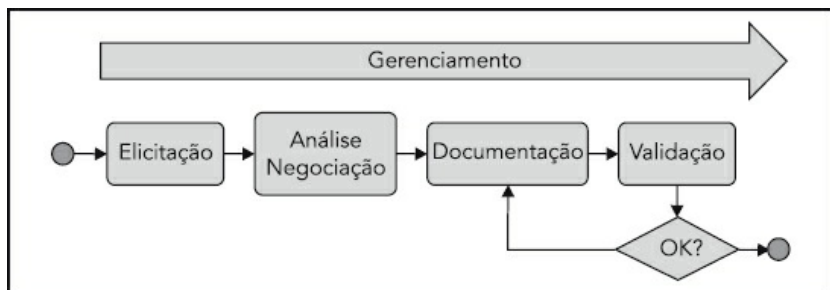 Gerenciamento
Elicitação
Análise
Negociação
Documentação
Validação
OK?